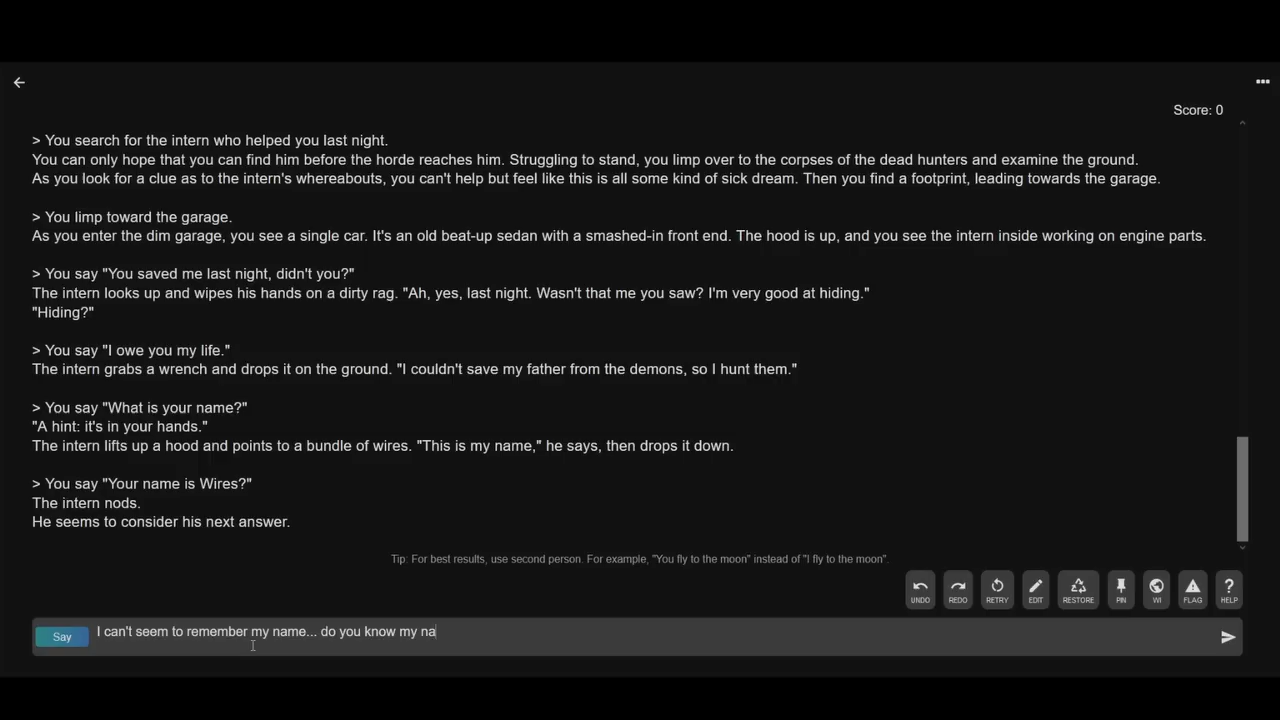 Score: 0
> You search for the intern who helped you last night.
You can only hope that you can find him before the horde reaches him. Struggling to stand, you limp over to the corpses of the dead hunters and examine the ground.
As you look for a clue as to the intern's whereabouts, you can't help but feel like this is all some kind of sick dream. Then you find a footprint, leading towards the garage.
> You limp toward the garage.
As you enter the dim garage, you see a single car. It's an old beat-up sedan with a smashed-in front end. The hood is up, and you see the intern inside working on engine parts.
> You say "You saved me last night, didn't you?"
The intern looks up and wipes his hands on a dirty rag. "Ah, yes, last night. Wasn't that me you saw? I'm very good at hiding."
"Hiding?"
> You say "I owe you my life."
The intern grabs a wrench and drops it on the ground. "I couldn't save my father from the demons, so I hunt them."
> You say "What is your name?"
"A hint: it's in your hands."
The intern lifts up a hood and points to a bundle of wires. "This is my name," he says, then drops it down.
> You say "Your name is Wires?"
The intern nods.
He seems to consider his next answer.
Tip: For best results, use second person. For example, "You fly to the moon" instead of "I fly to the moon".
UNDO REDO RETRY EDIT RESTORE PIN WI FLAG HELP
Say I can't seem to remember my name... do you know my na